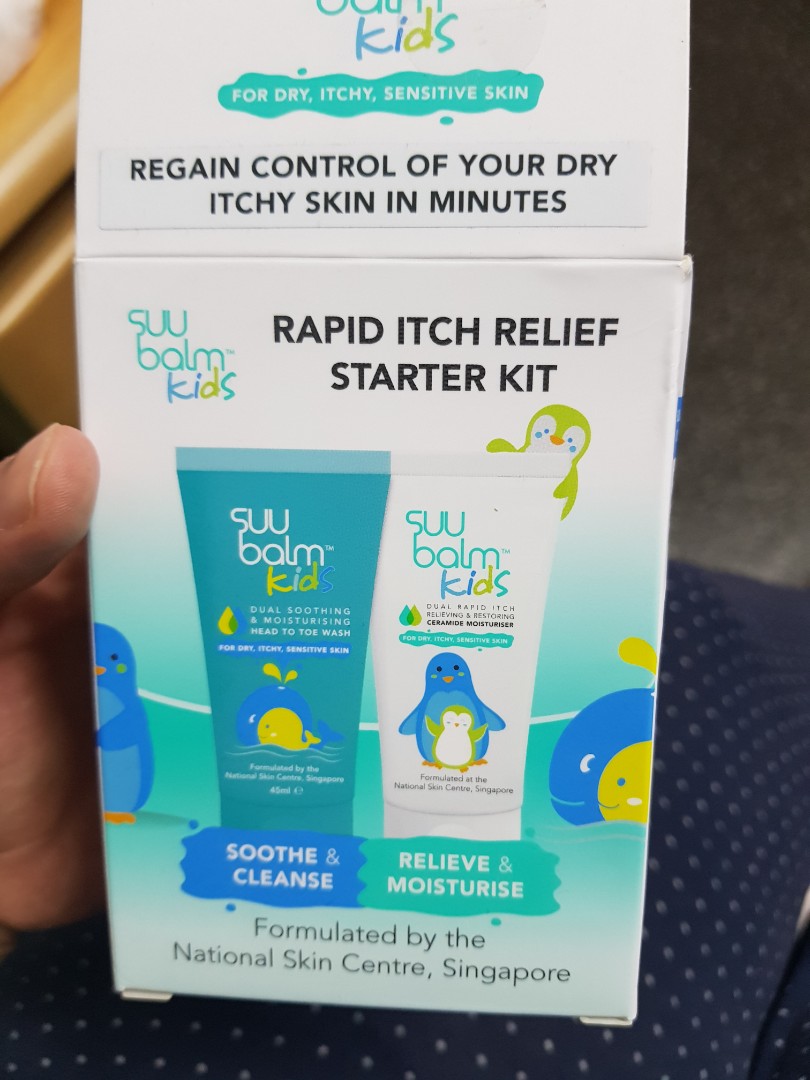 balm
kids
FOR DRY, ITCHY, SENSITIVE SKIN
REGAIN CONTROL OF YOUR DRY
ITCHY SKIN IN MINUTES
SUU
balm™
kids
RAPID ITCH RELIEF
STARTER KIT
SUU
balm™
kids
DUAL SOOTHING
& MOISTURISING
HEAD TO TOE WASH
FOR DRY, ITCHY, SENSITIVE SKIN
Formulated by the
National Skin Centre, Singapore
45ml ℮
SUU
balm™
kids
DUAL RAPID ITCH
RELIEVING & RESTORING
CERAMIDE MOISTURISER
FOR DRY, ITCHY, SENSITIVE SKIN
Formulated at the
National Skin Centre, Singapore
SOOTHE &
CLEANSE
RELIEVE &
MOISTURISE
Formulated by the
National Skin Centre, Singapore